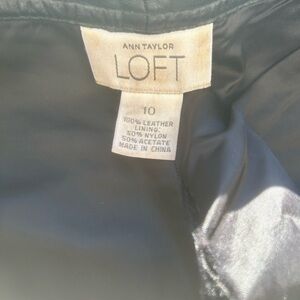 ANN TAYLOR
LOFT
10
100% LEATHER
LINING:
50% NYLON
50% ACETATE
MADE IN CHINA